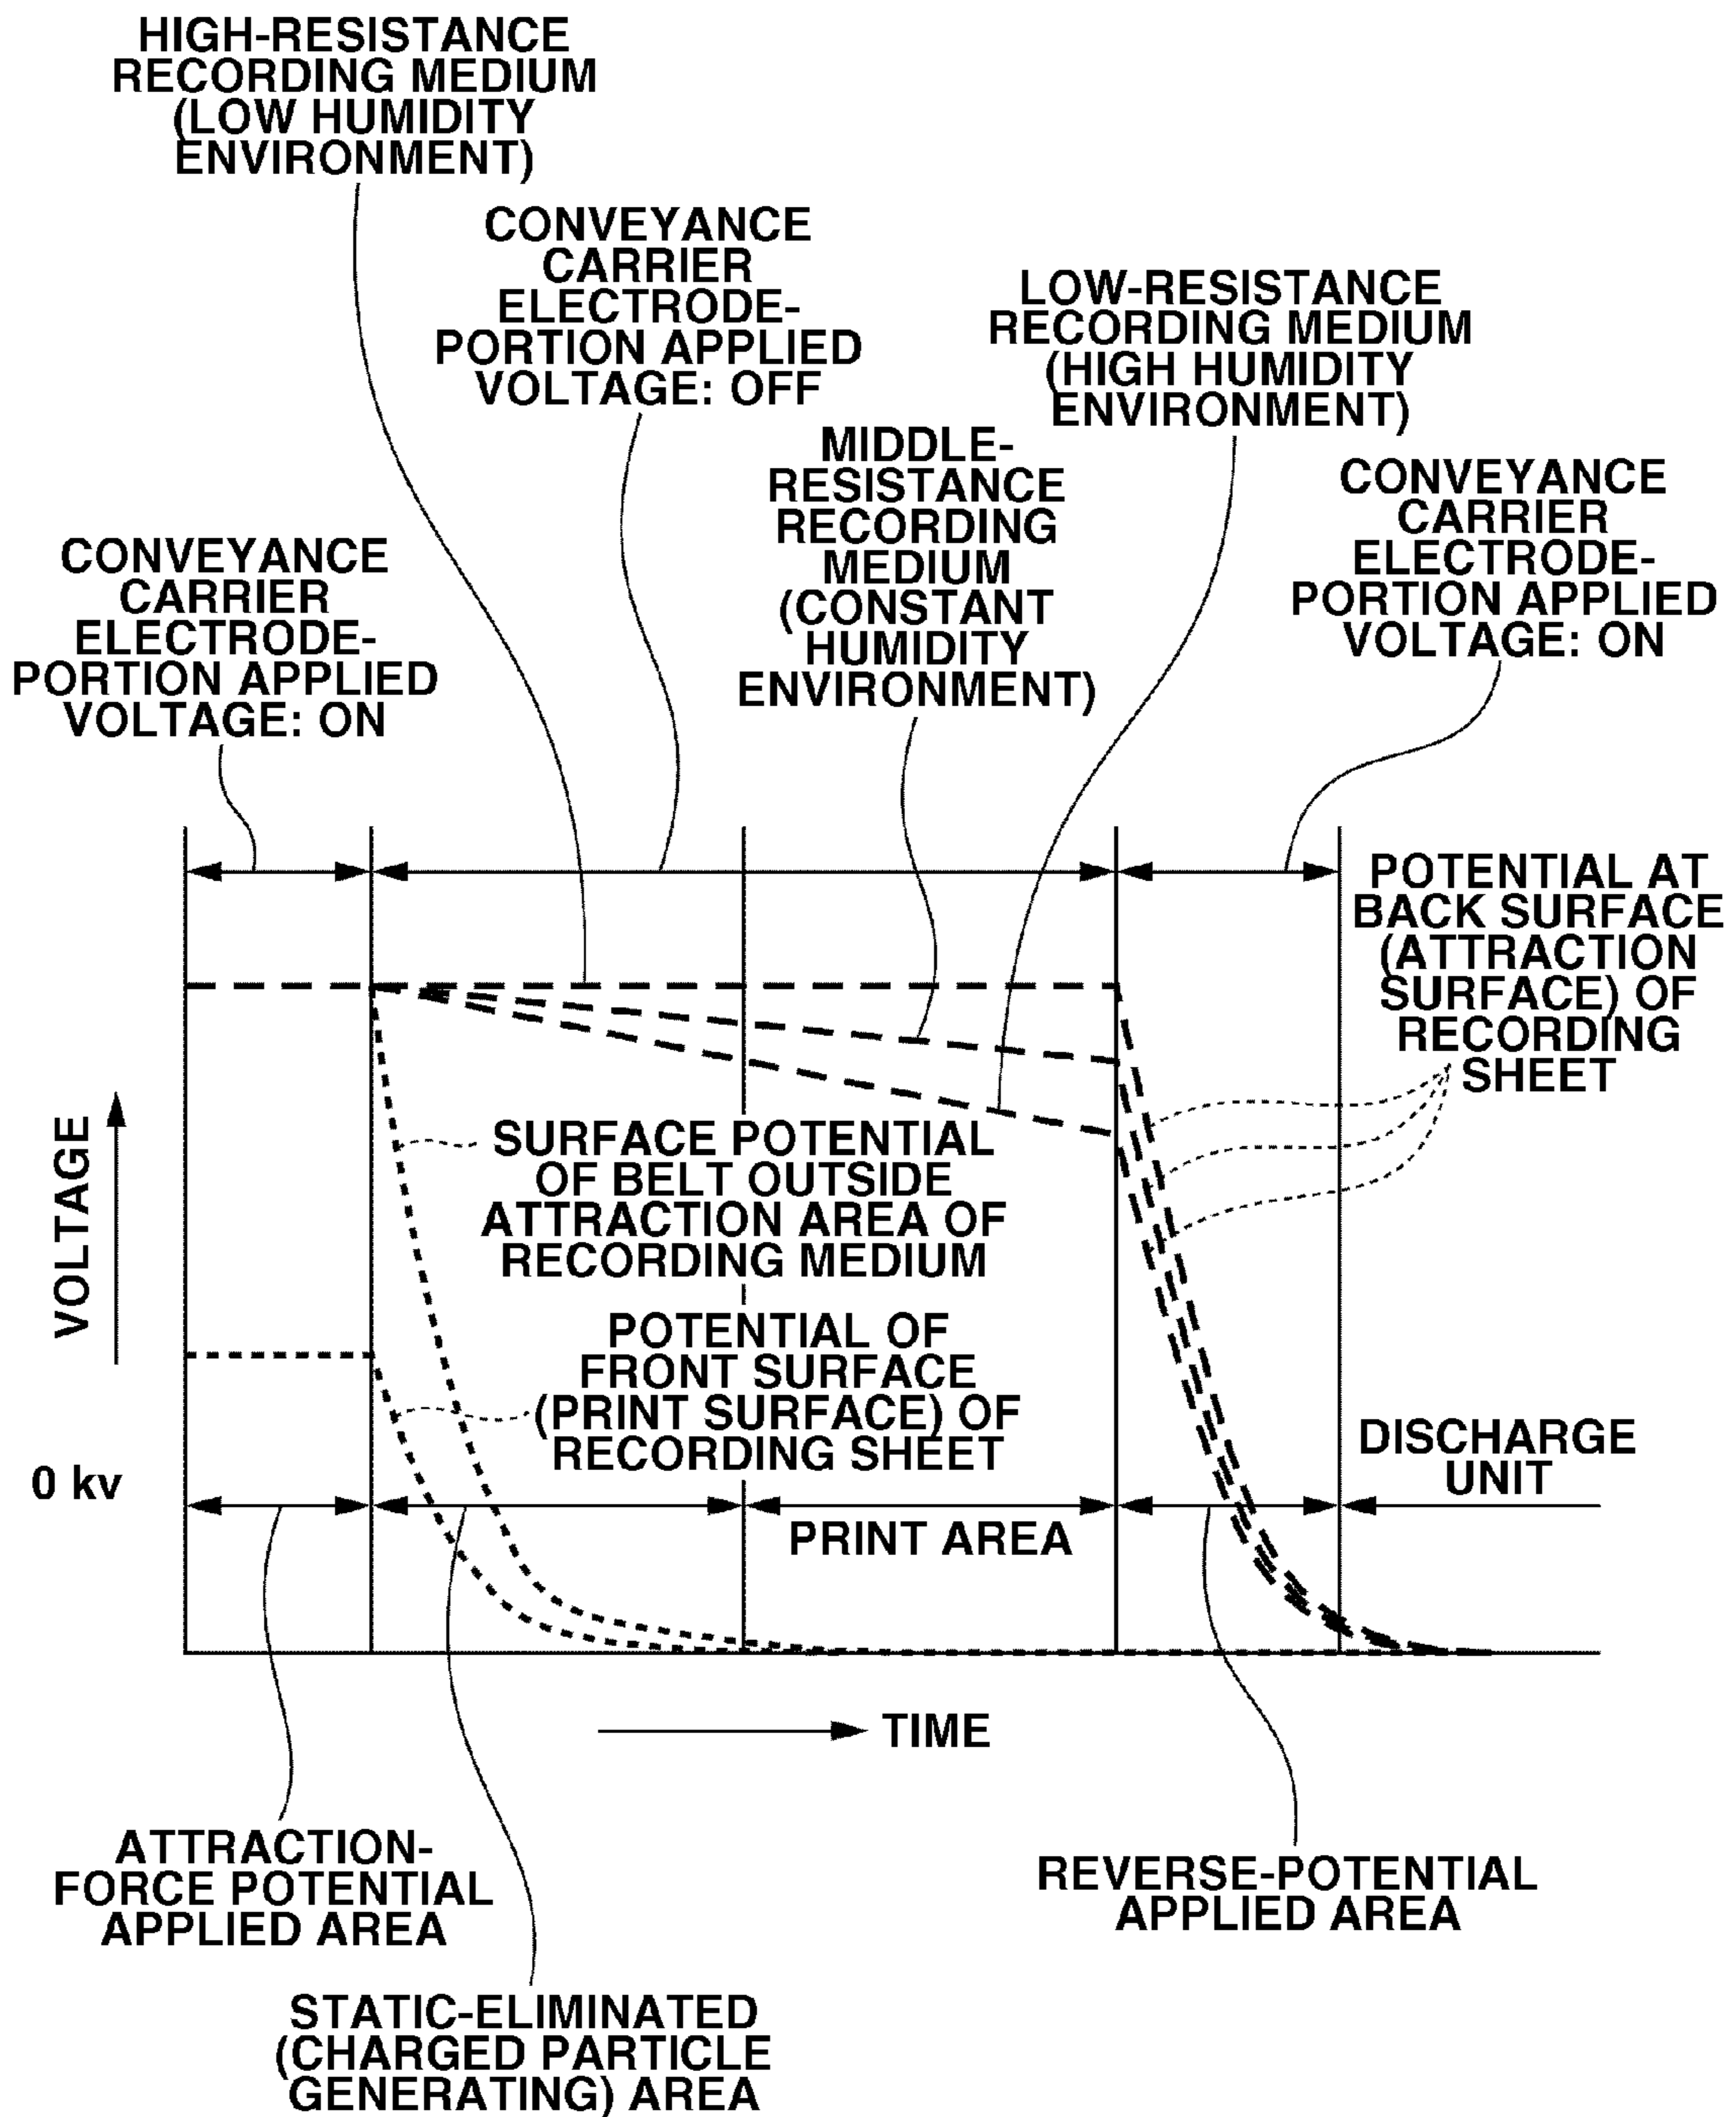 HIGH-RESISTANCE
RECORDING MEDIUM
(LOW HUMIDITY
ENVIRONMENT)
CONVEYANCE
CARRIER
ELECTRODE-
PORTION APPLIED
VOLTAGE: OFF
LOW-RESISTANCE
RECORDING MEDIUM
(HIGH HUMIDITY
ENVIRONMENT)
MIDDLE-
RESISTANCE
RECORDING
MEDIUM
(CONSTANT
HUMIDITY
ENVIRONMENT)
CONVEYANCE
CARRIER
ELECTRODE-
PORTION APPLIED
VOLTAGE: ON
CONVEYANCE
CARRIER
ELECTRODE-
PORTION APPLIED
VOLTAGE: ON
POTENTIAL AT
BACK SURFACE
(ATTRACTION
SURFACE) OF
RECORDING
SHEET
VOLTAGE
SURFACE POTENTIAL
OF BELT OUTSIDE
ATTRACTION AREA OF
RECORDING MEDIUM
POTENTIAL OF
FRONT SURFACE
(PRINT SURFACE) OF
RECORDING SHEET
0 kv
DISCHARGE
UNIT
PRINT AREA
TIME
ATTRACTION-
FORCE POTENTIAL
APPLIED AREA
REVERSE-POTENTIAL
APPLIED AREA
STATIC-ELIMINATED
(CHARGED PARTICLE
GENERATING) AREA